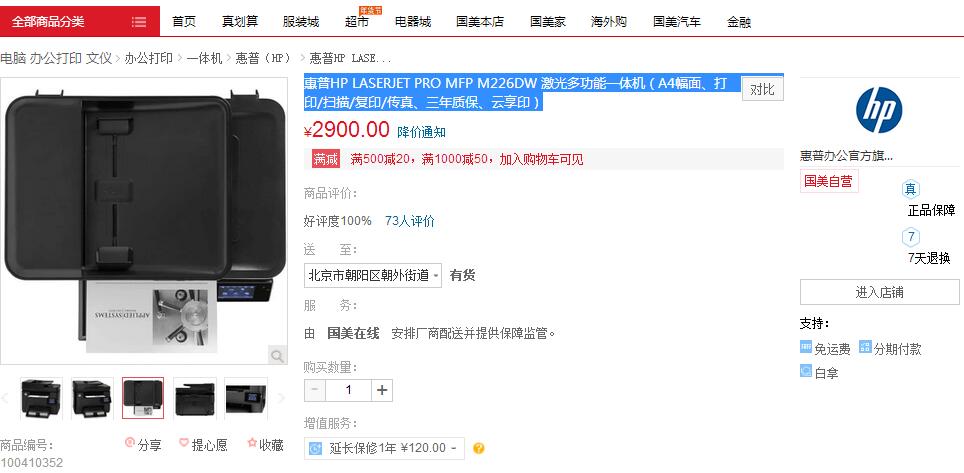 全部商品分类
首页 真划算 服装城 超市 年货节 电器城 国美本店 国美家 海外购 国美汽车 金融
电脑 办公打印 文仪 > 办公打印 > 一体机 > 惠普（HP） > 惠普HP LASE...
惠普HP LASERJET PRO MFP M226DW 激光多功能一体机（A4幅面、打
印/扫描/复印/传真、三年质保、云享印）
对比
¥2900.00 降价通知
满减 满500减20，满1000减50，加入购物车可见
商品评价：
好评度100% 73人评价
送 至：
北京市朝阳区朝外街道 有货
服 务：
由 国美在线 安排厂商配送并提供保障监管。
购买数量：
- 1 +
增值服务：
延长保修1年 ¥120.00 ?
APPLIED SYSTEMS
商品编号：
100410352
分享 提心愿 收藏
hp
惠普办公官方旗...
国美自营
真
正品保障
7
7天退换
进入店铺
支持：
免运费 分期付款
白拿